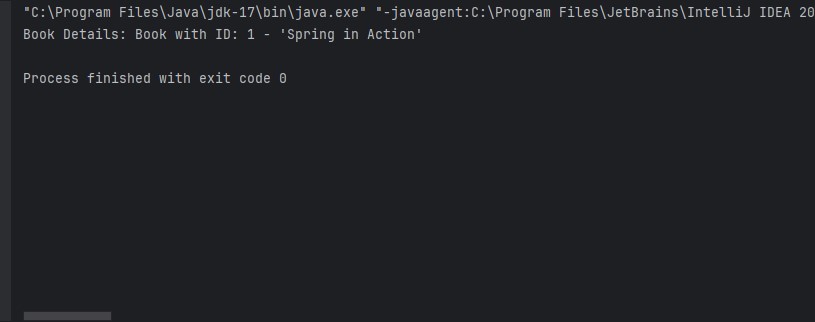 "C:\Program Files\Java\jdk-17\bin\java.exe" "-javaagent:C:\Program Files\JetBrains\IntelliJ IDEA 20
Book Details: Book with ID: 1 - 'Spring in Action'
Process finished with exit code 0